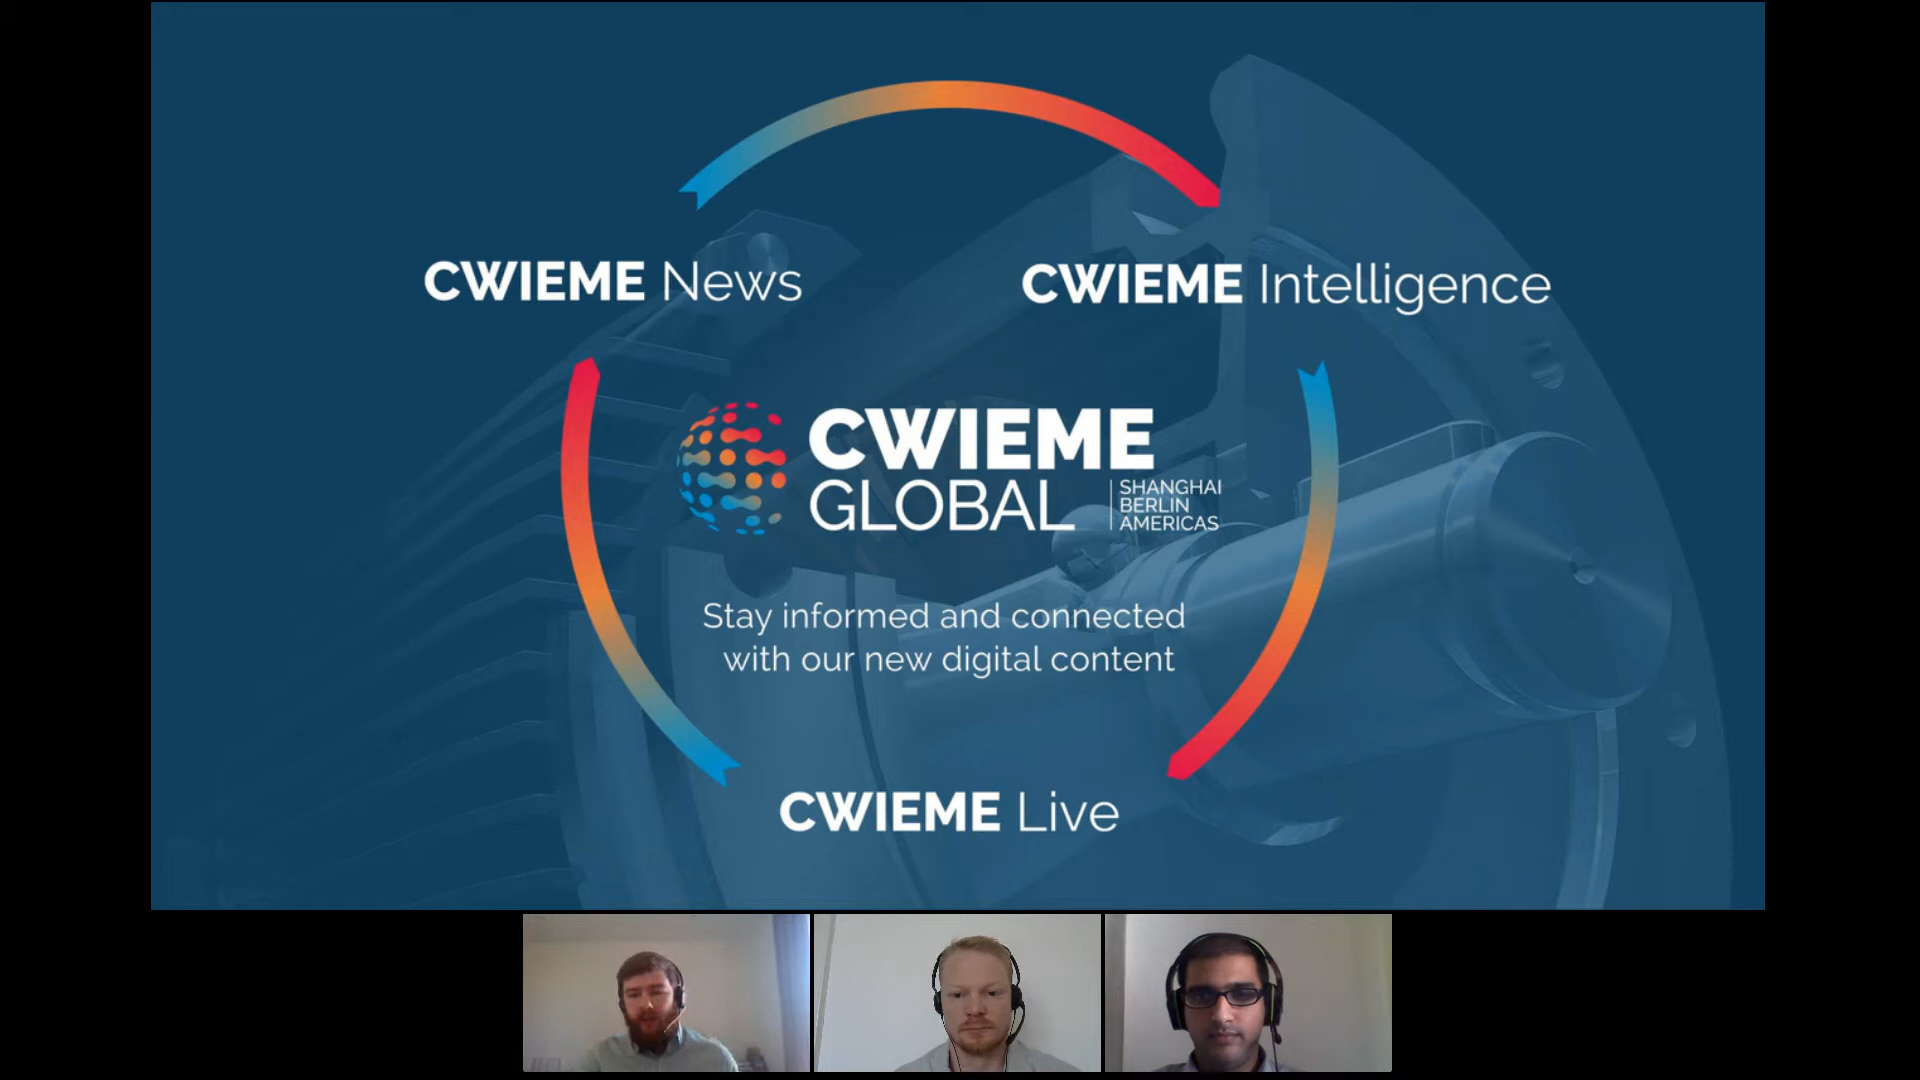 CWIEME News
CWIEME Intelligence
CWIEME
GLOBAL
SHANGHAI
BERLIN
AMERICAS
Stay informed and connected
with our new digital content
CWIEME Live